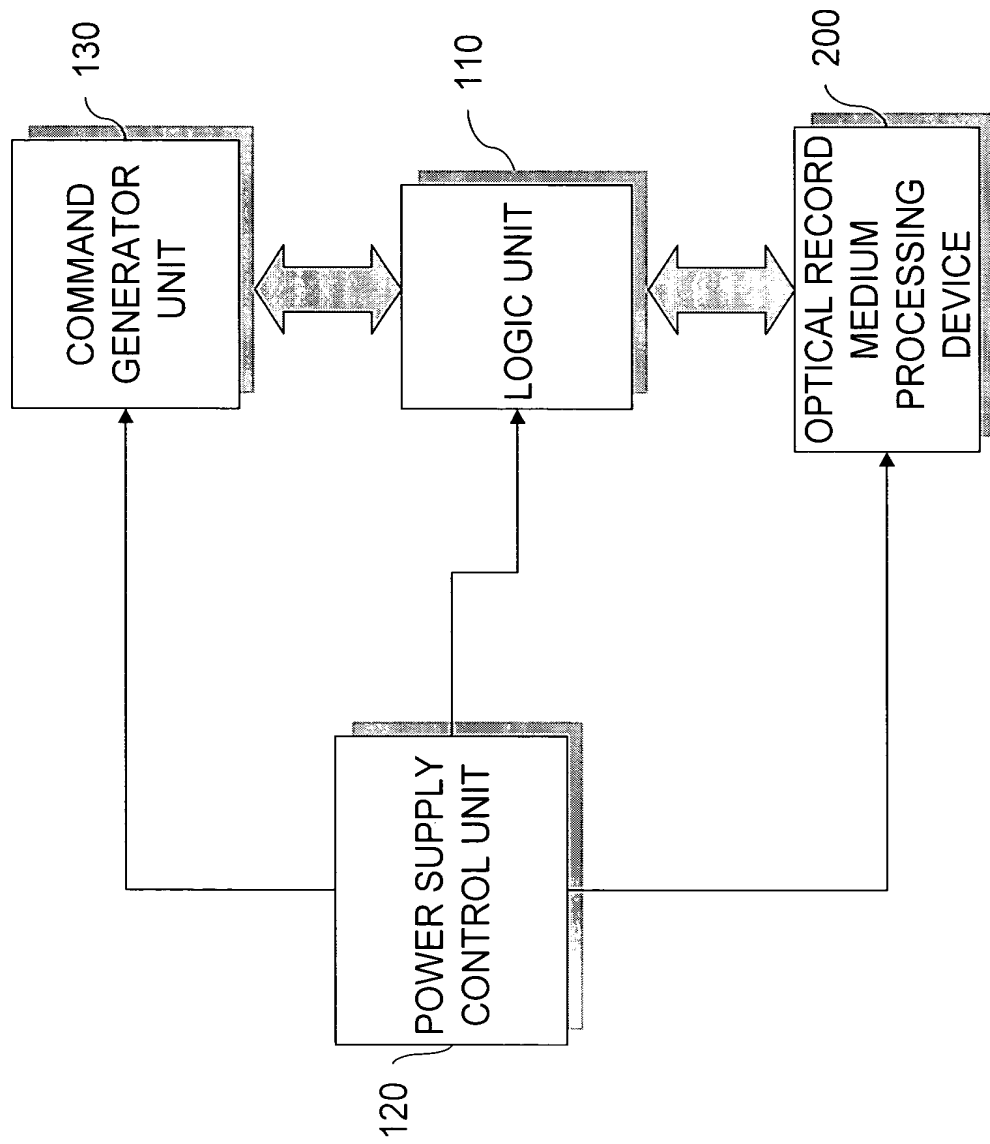 130
COMMAND
GENERATOR
UNIT
110
LOGIC UNIT
200
OPTICAL RECORD
MEDIUM
PROCESSING
DEVICE
POWER SUPPLY
CONTROL UNIT
120